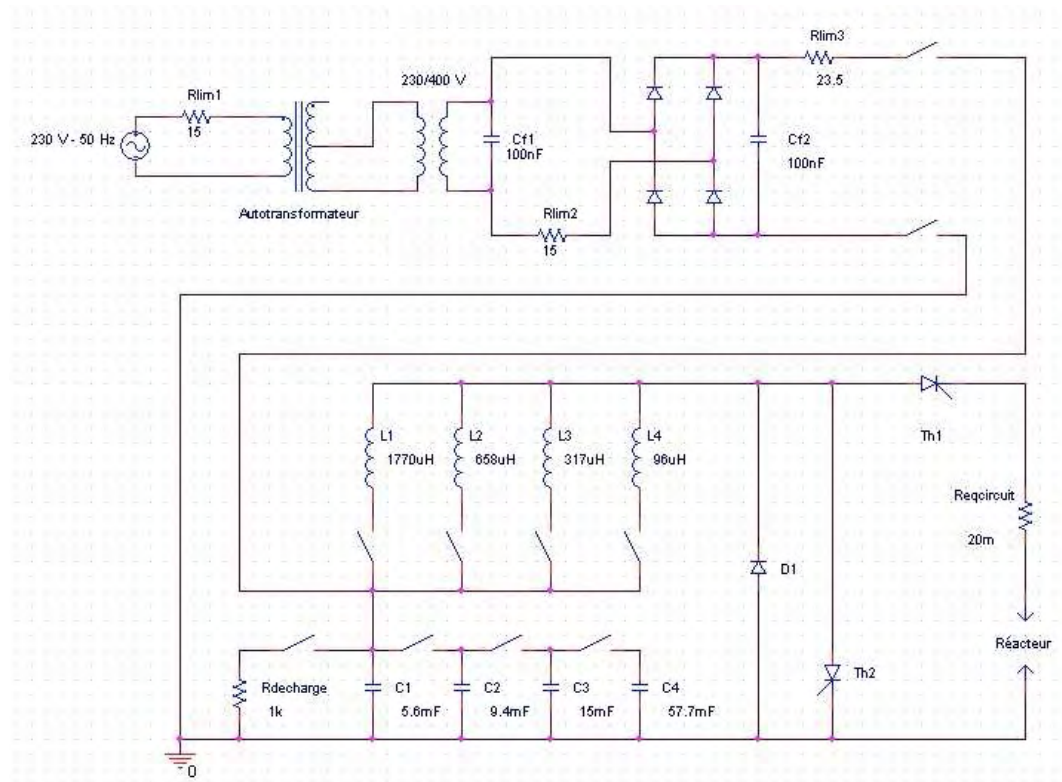 Rlim3
230/400 V
23.5
Rlim1
230 V - 50 Hz
15
Cf1
100nF
Cf2
100nF
Autotransformateur
Rlim2
15
L1
1770uH
L2
658uH
L3
317uH
L4
96uH
Th1
Reqcircuit
20m
D1
Réacteur
Th2
Rdecharge
1k
C1
5.6mF
C2
9.4mF
C3
15mF
C4
57.7mF
0